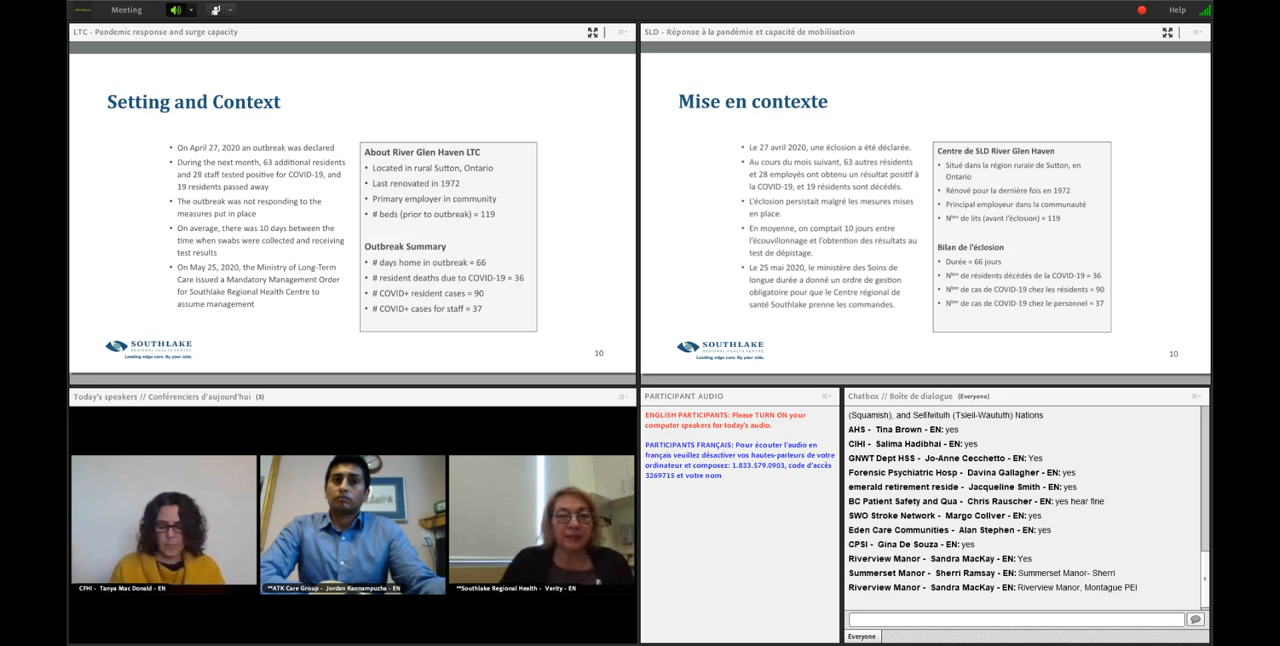 Meeting
Help
LTC - Pandemic response and surge capacity
Setting and Context
• On April 27, 2020 an outbreak was declared
• During the next month, 63 additional residents
and 28 staff tested positive for COVID-19, and
19 residents passed away
• The outbreak was not responding to the
measures put in place
• On average, there was 10 days between the
time when swabs were collected and receiving
test results
• On May 25, 2020, the Ministry of Long-Term
Care issued a Mandatory Management Order
for Southlake Regional Health Centre to
assume management
About River Glen Haven LTC
• Located in rural Sutton, Ontario
• Last renovated in 1972
• Primary employer in community
• # beds (prior to outbreak) = 119
Outbreak Summary
• # days home in outbreak = 66
• # resident deaths due to COVID-19 = 36
• # COVID+ resident cases = 90
• # COVID+ cases for staff = 37
SOUTHLAKE
REGIONAL HEALTH CENTRE
Leading edge care. By your side.
10
SLD - Réponse à la pandémie et capacité de mobilisation
Mise en contexte
• Le 27 avril 2020, une éclosion a été déclarée.
• Au cours du mois suivant, 63 autres résidents
et 28 employés ont obtenu un résultat positif à
la COVID-19, et 19 résidents sont décédés.
• L'éclosion persistait malgré les mesures mises
en place.
• En moyenne, on comptait 10 jours entre
l'écouvillonnage et l'obtention des résultats au
test de dépistage.
• Le 25 mai 2020, le ministère des Soins de
longue durée a donné un ordre de gestion
obligatoire pour que le Centre régional de
santé Southlake prenne les commandes.
Centre de SLD River Glen Haven
• Situé dans la région rurale de Sutton, en
Ontario
• Rénové pour la dernière fois en 1972
• Principal employeur dans la communauté
• Nbre de lits (avant l'éclosion) = 119
Bilan de l'éclosion
• Durée = 66 jours
• Nbre de résidents décédés de la COVID-19 = 36
• Nbre de cas de COVID-19 chez les résidents = 90
• Nbre de cas de COVID-19 chez le personnel = 37
SOUTHLAKE
REGIONAL HEALTH CENTRE
Leading edge care. By your side.
10
Today's speakers // Conférenciers d'aujourd'hui (3)
CFHI - Tanya Mac Donald - EN
**ATK Care Group - Jordan Kannampuzha - EN
**Southlake Regional Health - Verity - EN
PARTICIPANT AUDIO
ENGLISH PARTICIPANTS: Please TURN ON your
computer speakers for today's audio.
PARTICIPANTS FRANÇAIS: Pour écouter l'audio en
français veuillez désactiver vos hautes-parleurs de votre
ordinateur et composez: 1.833.579.0903, code d'accès
3269715 et votre nom
Chatbox // Boîte de dialogue (Everyone)
(Squamish), and Sel̓íl̓witulh (Tsleil-Waututh) Nations
AHS - Tina Brown - EN: yes
CIHI - Salima Hadibhai - EN: yes
GNWT Dept HSS - Jo-Anne Cecchetto - EN: Yes
Forensic Psychiatric Hosp - Davina Gallagher - EN: yes
emerald retirement reside - Jacqueline Smith - EN: yes
BC Patient Safety and Qua - Chris Rauscher - EN: yes hear fine
SWO Stroke Network - Margo Collver - EN: yes
Eden Care Communities - Alan Stephen - EN: yes
CPSI - Gina De Souza - EN: yes
Riverview Manor - Sandra MacKay - EN: Yes
Summerset Manor - Sherri Ramsay - EN: Summerset Manor- Sherri
Riverview Manor - Sandra MacKay - EN: Riverview Manor, Montague PEI
Everyone